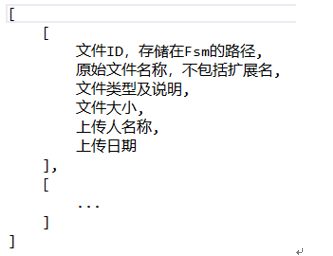 [
[
文件ID，存储在Fsm的路径,
原始文件名称，不包括扩展名,
文件类型及说明,
文件大小,
上传人名称,
上传日期
],
[
...
]
]